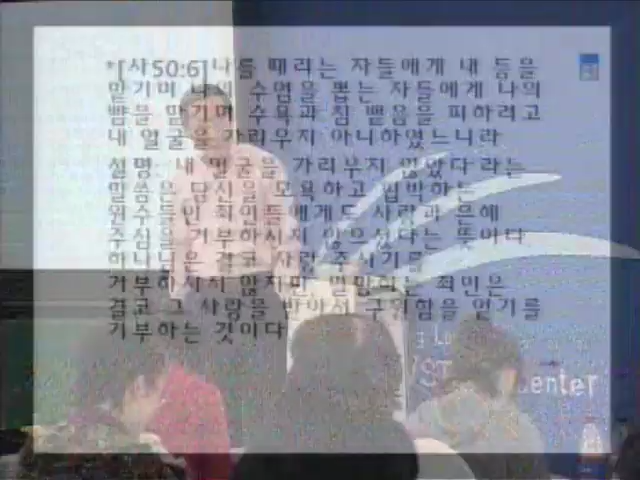 *[사50:6]나를 때리는 자들에게 내 등을
맡기며 나의 수염을 뽑는 자들에게 나의
뺨을 맡기며 수욕과 침 뱉음을 피하려고
내 얼굴을 가리우지 아니하였느니라
설명: 내 얼굴을 가리우지 않았다 라는
말씀은 당신을 모욕하고 핍박하는
원수들인 죄인들에게도 사랑과 은혜
주심을 거부하시지 않으셨다는 뜻이다
하나님은 결코 사랑 주시기를
거부하시지 않지만 멸망하는 죄인은
결코 그 사랑을 받아서 구원함을 얻기를
거부하는 것이다
Center